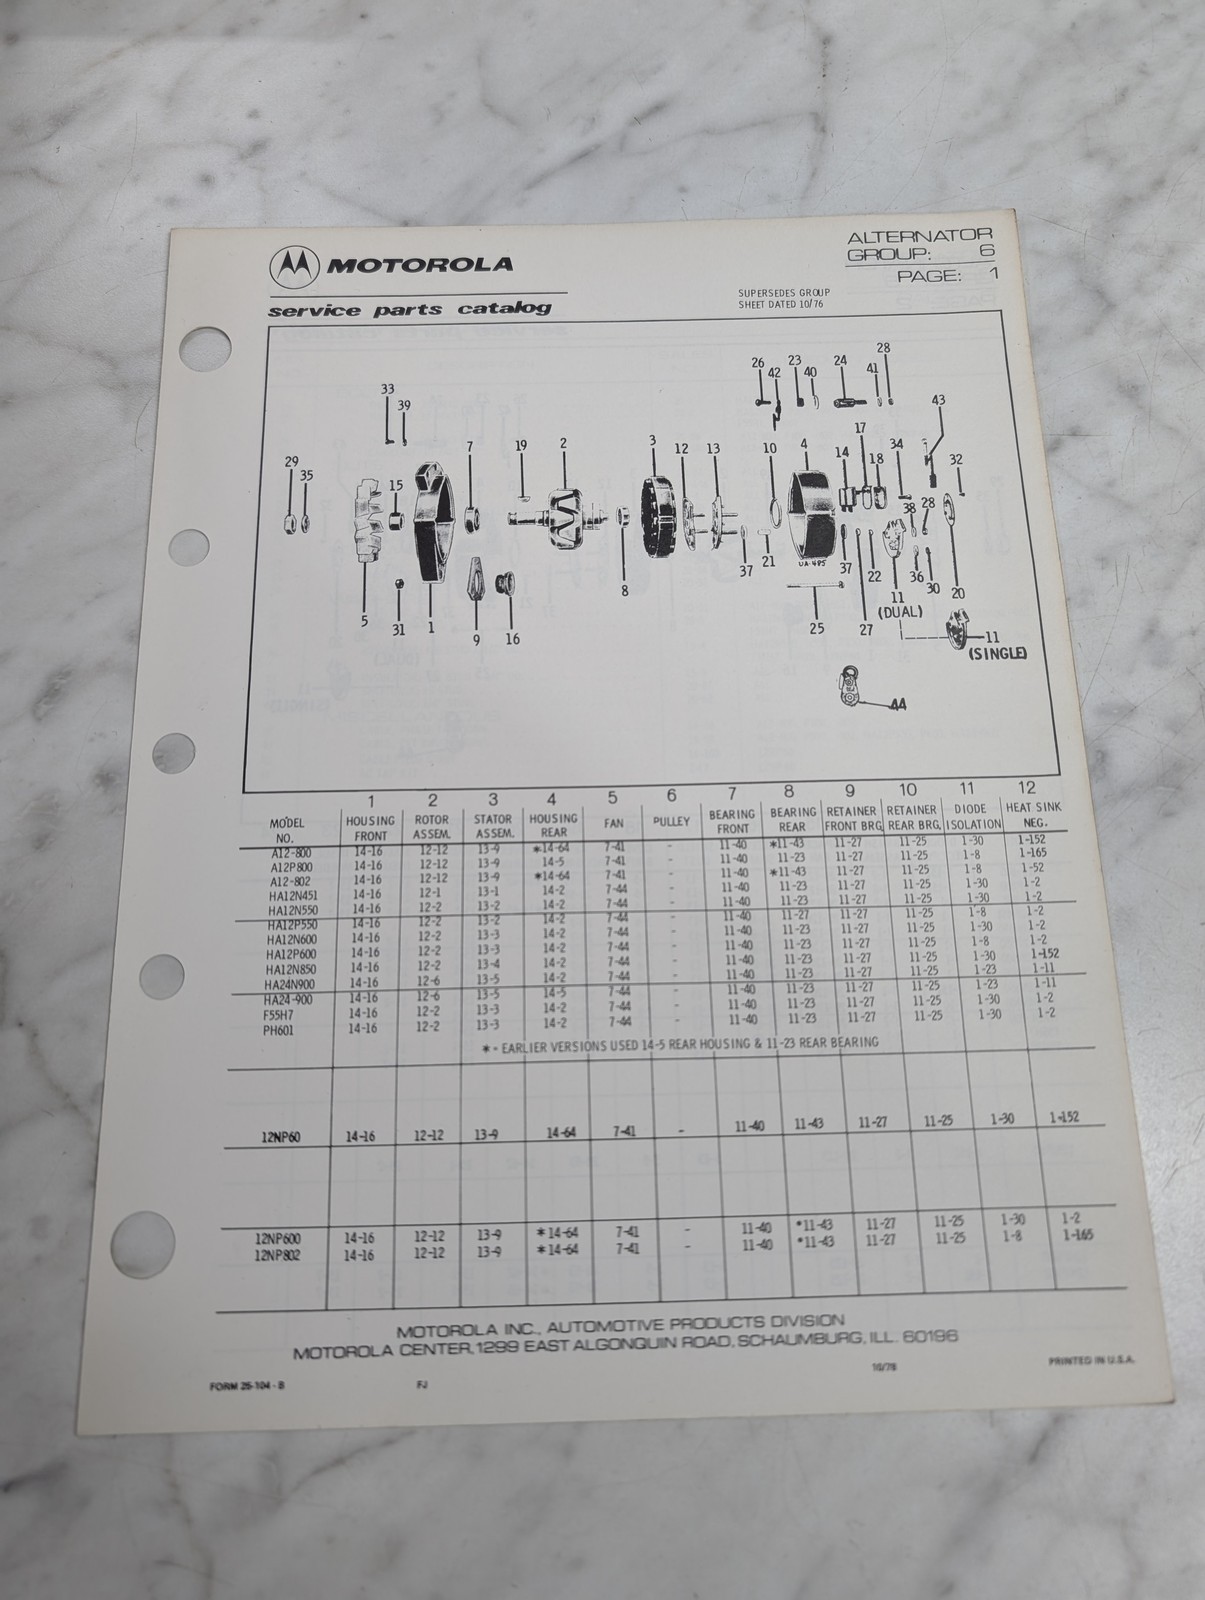 MOTOROLA
service parts catalog
ALTERNATOR
GROUP: 6
PAGE: 1
SUPERSEDES GROUP
SHEET DATED 10/76
26 42 23 40 24 41 28
33 39
43
29 35 15 7 19 2 3 12 13 10 4 14 17 18 34 32
38 28
5 31 1 9 16 8 37 21 UA-485 37 22 36 30 20
25 27 11
(DUAL)
11
(SINGLE)
44
1 2 3 4 5 6 7 8 9 10 11 12
MODEL NO. HOUSING FRONT ROTOR ASSEM. STATOR ASSEM. HOUSING REAR FAN PULLEY BEARING FRONT BEARING REAR RETAINER FRONT BRG. RETAINER REAR BRG. DIODE ISOLATION HEAT SINK NEG.
A12-800 14-16 12-12 13-9 *14-64 7-41 - 11-40 *11-43 11-27 11-25 1-30 1-152
A12P800 14-16 12-12 13-9 14-5 7-41 - 11-40 11-23 11-27 11-25 1-8 1-165
A12-802 14-16 12-12 13-9 *14-64 7-41 - 11-40 *11-43 11-27 11-25 1-8 1-52
HA12N451 14-16 12-1 13-1 14-2 7-44 - 11-40 11-23 11-27 11-25 1-30 1-2
HA12N550 14-16 12-2 13-2 14-2 7-44 - 11-40 11-23 11-27 11-25 1-30 1-2
HA12P550 14-16 12-2 13-2 14-2 7-44 - 11-40 11-27 11-27 11-25 1-8 1-2
HA12N600 14-16 12-2 13-3 14-2 7-44 - 11-40 11-23 11-27 11-25 1-30 1-2
HA12P600 14-16 12-2 13-3 14-2 7-44 - 11-40 11-23 11-27 11-25 1-8 1-2
HA12N850 14-16 12-2 13-4 14-2 7-44 - 11-40 11-23 11-27 11-25 1-30 1-152
HA24N900 14-16 12-6 13-5 14-2 7-44 - 11-40 11-23 11-27 11-25 1-23 1-11
HA24-900 14-16 12-6 13-5 14-5 7-44 - 11-40 11-23 11-27 11-25 1-23 1-11
F55H7 14-16 12-2 13-3 14-2 7-44 - 11-40 11-23 11-27 11-25 1-30 1-2
PH601 14-16 12-2 13-3 14-2 7-44 - 11-40 11-23 11-27 11-25 1-30 1-2
*- EARLIER VERSIONS USED 14-5 REAR HOUSING & 11-23 REAR BEARING
12NP60 14-16 12-12 13-9 14-64 7-41 - 11-40 11-43 11-27 11-25 1-30 1-152
12NP600 14-16 12-12 13-9 *14-64 7-41 - 11-40 *11-43 11-27 11-25 1-30 1-2
12NP802 14-16 12-12 13-9 *14-64 7-41 - 11-40 *11-43 11-27 11-25 1-8 1-165
MOTOROLA INC., AUTOMOTIVE PRODUCTS DIVISION
MOTOROLA CENTER, 1299 EAST ALGONQUIN ROAD, SCHAUMBURG, ILL. 60196
FORM 25-104-B FJ 10/78 PRINTED IN U.S.A.